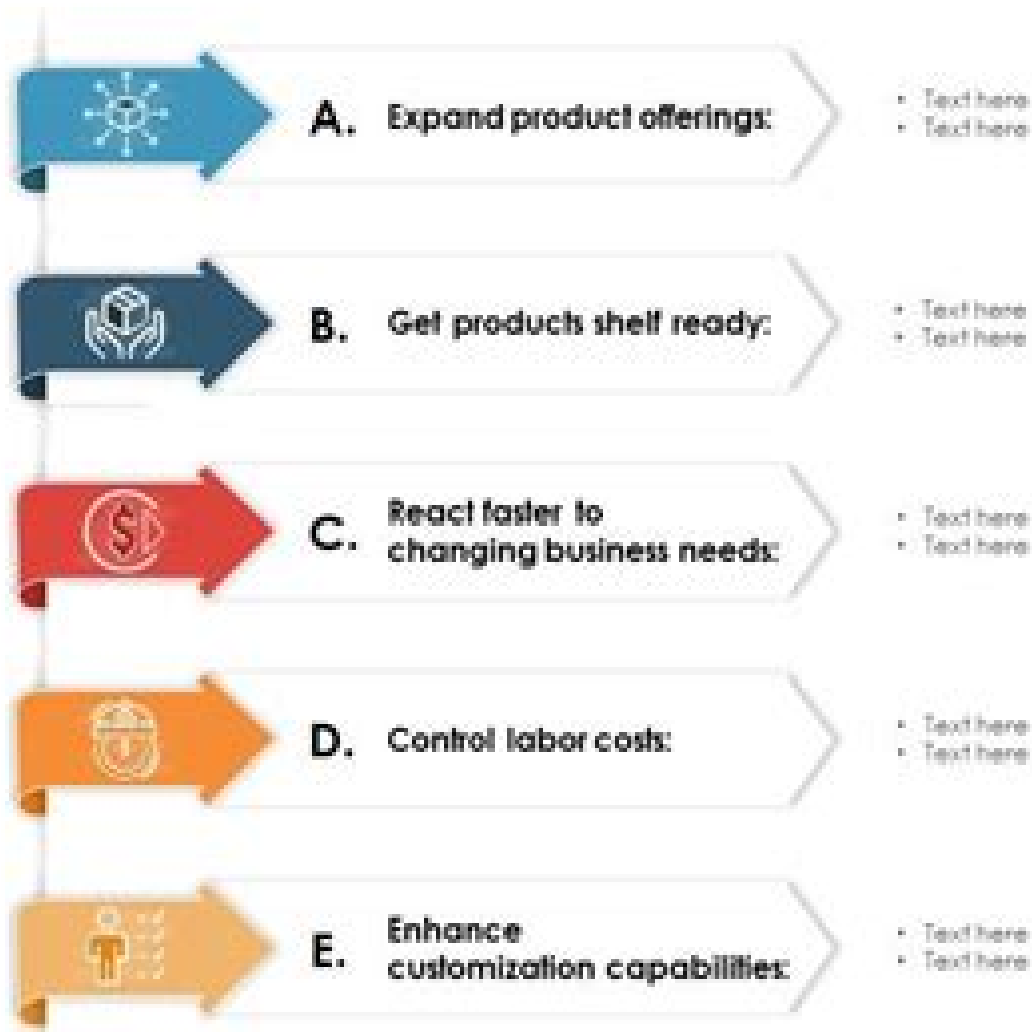 A. Expand product offerings:
• Text here
• Text here
B. Get products shelf ready:
• Text here
• Text here
C. React faster to
changing business needs:
• Text here
• Text here
D. Control labor costs:
• Text here
• Text here
E. Enhance
customization capabilities:
• Text here
• Text here